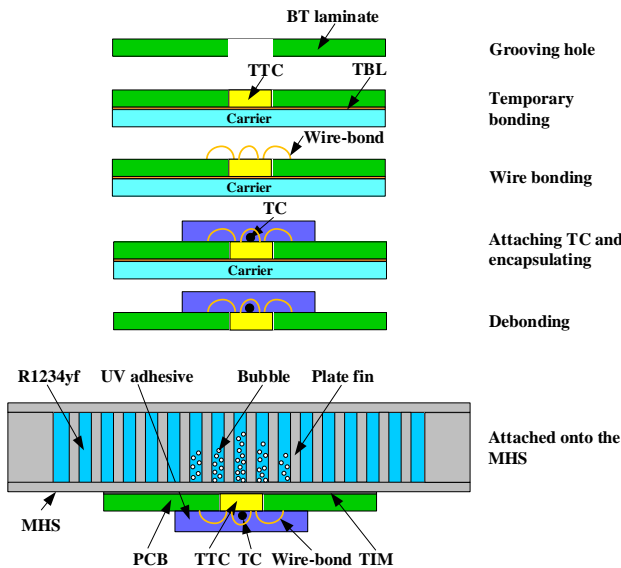 BT laminate
Grooving hole
TTC
TBL
Carrier
Temporary
bonding
Wire-bond
Carrier
Wire bonding
TC
Carrier
Attaching TC and
encapsulating
Debonding
R1234yf
UV adhesive
Bubble
Plate fin
Attached onto the
MHS
MHS
PCB
TTC
TC
Wire-bond
TIM